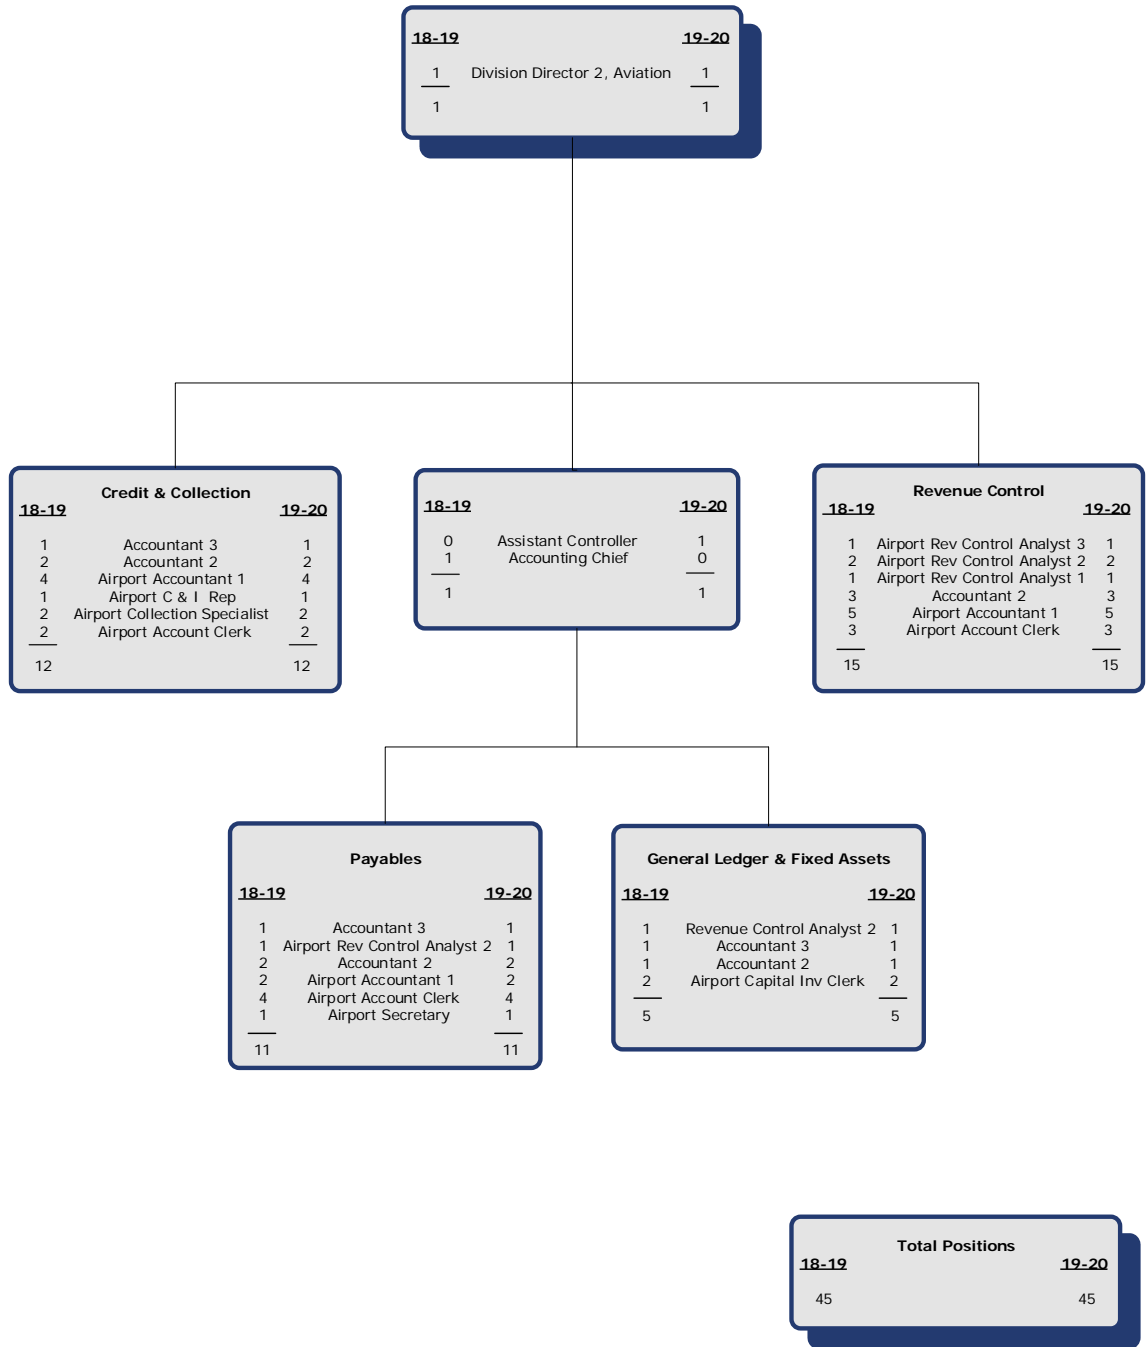 18-19 19-20
1 Division Director 2, Aviation 1
1 1
Credit & Collection
18-19 19-20
1 Accountant 3 1
2 Accountant 2 2
4 Airport Accountant 1 4
1 Airport C & I Rep 1
2 Airport Collection Specialist 2
2 Airport Account Clerk 2
12 12
18-19 19-20
0 Assistant Controller 1
1 Accounting Chief 0
1 1
Revenue Control
18-19 19-20
1 Airport Rev Control Analyst 3 1
2 Airport Rev Control Analyst 2 2
1 Airport Rev Control Analyst 1 1
3 Accountant 2 3
5 Airport Accountant 1 5
3 Airport Account Clerk 3
15 15
Payables
18-19 19-20
1 Accountant 3 1
1 Airport Rev Control Analyst 2 1
2 Accountant 2 2
2 Airport Accountant 1 2
4 Airport Account Clerk 4
1 Airport Secretary 1
11 11
General Ledger & Fixed Assets
18-19 19-20
1 Revenue Control Analyst 2 1
1 Accountant 3 1
1 Accountant 2 1
2 Airport Capital Inv Clerk 2
5 5
Total Positions
18-19 19-20
45 45